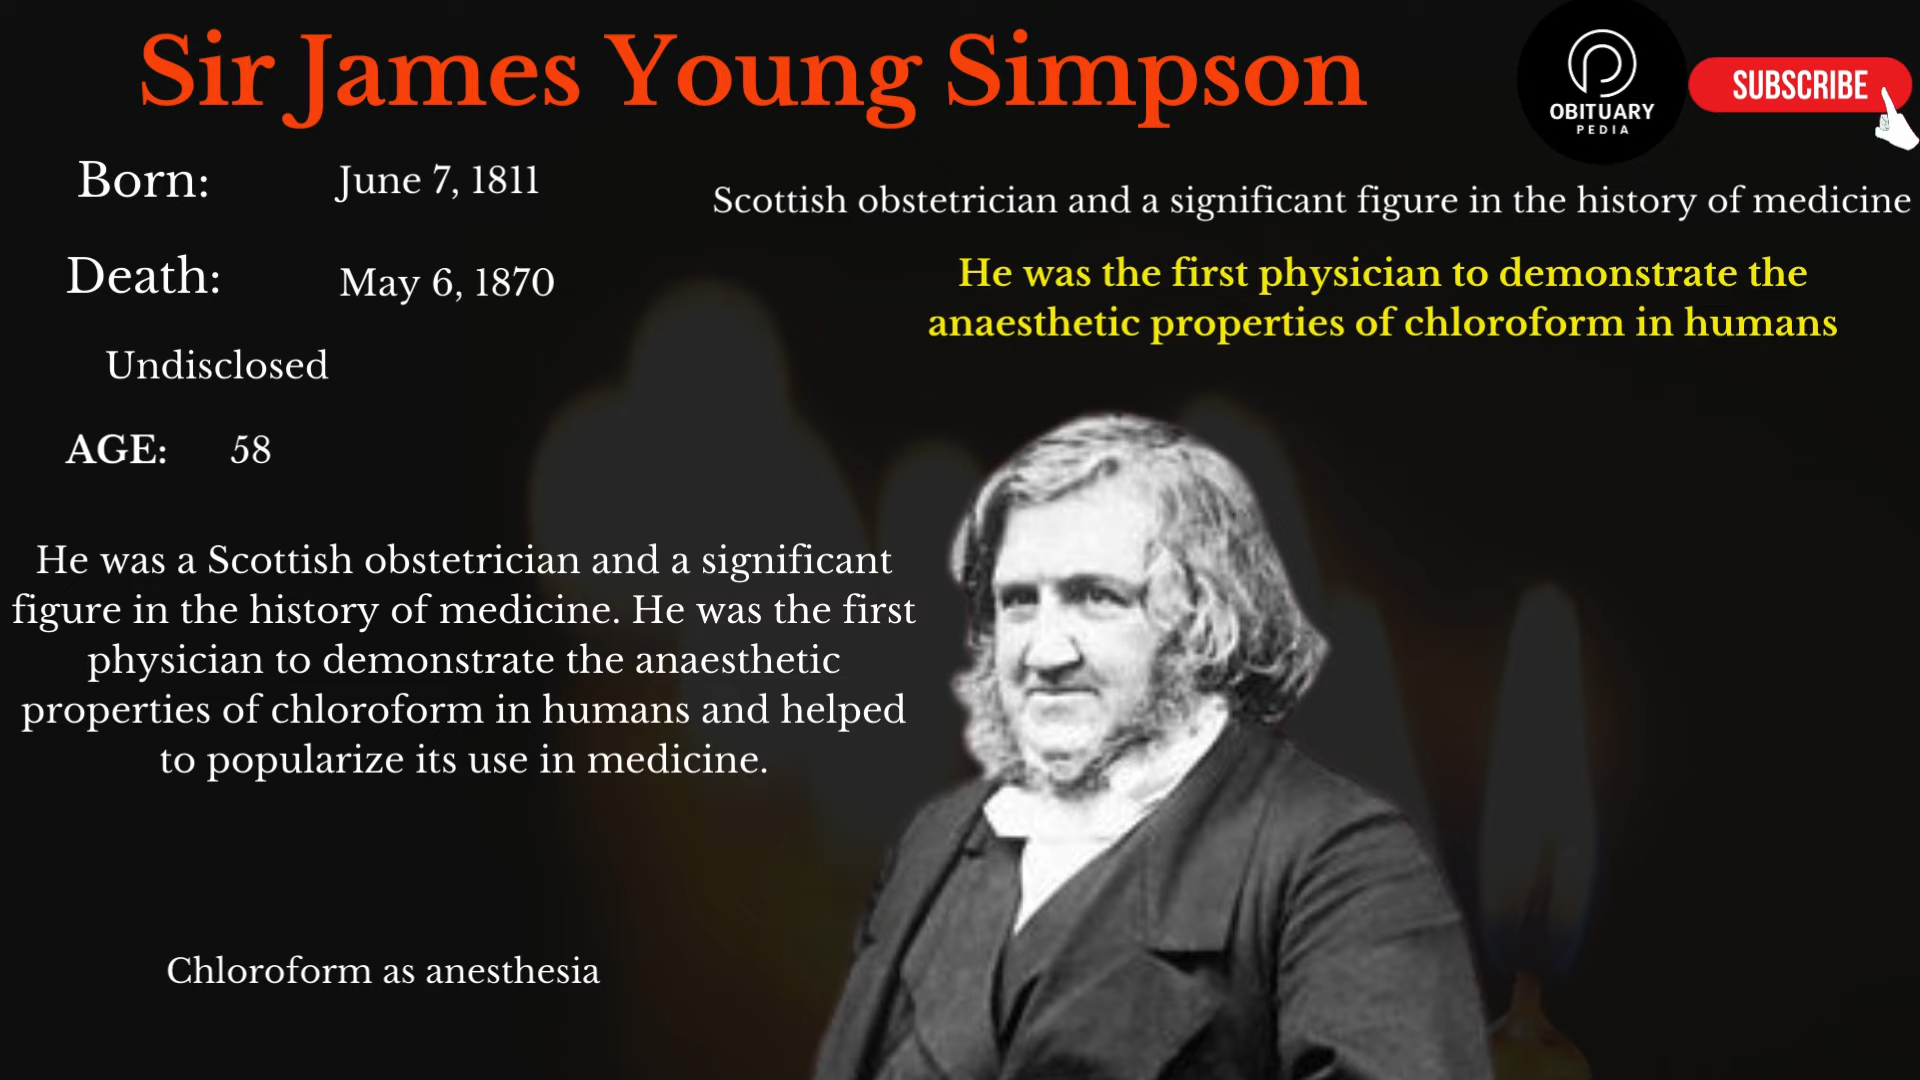 Sir James Young Simpson
OBITUARY
PEDIA
SUBSCRIBE
Born:
June 7, 1811
Scottish obstetrician and a significant figure in the history of medicine
Death:
May 6, 1870
He was the first physician to demonstrate the
anaesthetic properties of chloroform in humans
Undisclosed
AGE:
58
He was a Scottish obstetrician and a significant
figure in the history of medicine. He was the first
physician to demonstrate the anaesthetic
properties of chloroform in humans and helped
to popularize its use in medicine.
Chloroform as anesthesia